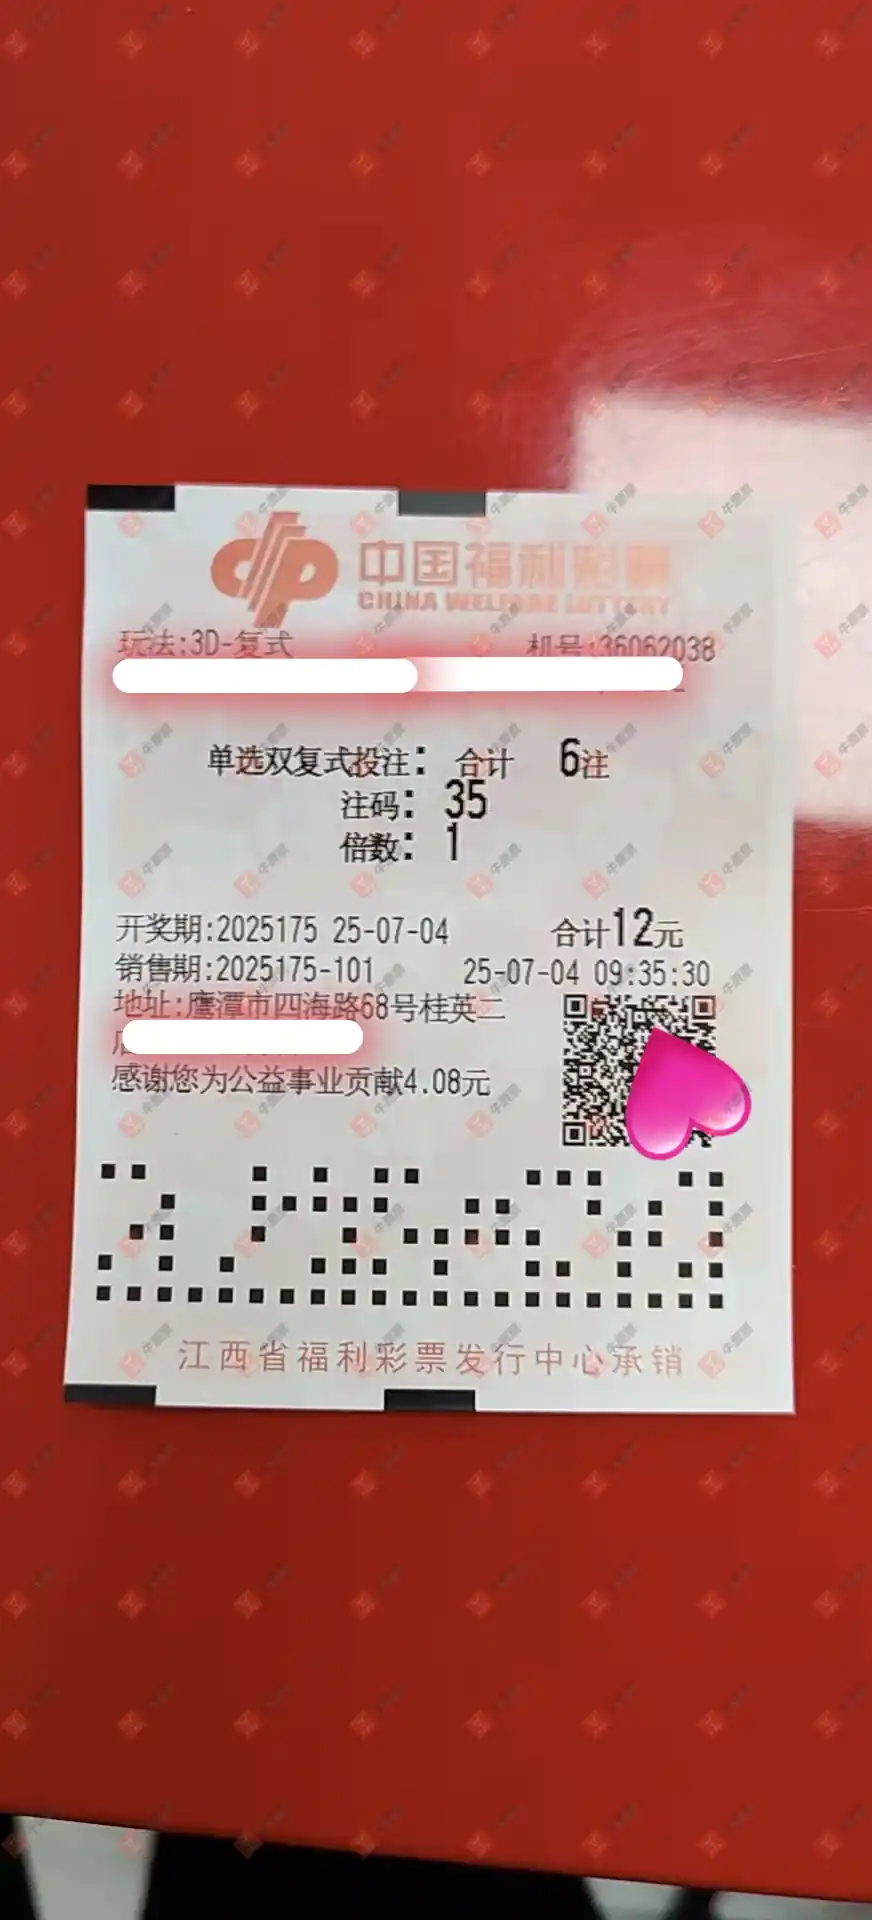 中国福利彩票
CHINA WELFARE LOTTERY
玩法:3D-复式 机号:36062038
单选双复式投注: 合计 6注
注码: 35
倍数: 1
开奖期:2025175 25-07-04 合计12元
销售期:2025175-101 25-07-04 09:35:30
地址:鹰潭市四海路68号桂英二
店
感谢您为公益事业贡献4.08元
江西省福利彩票发行中心承销